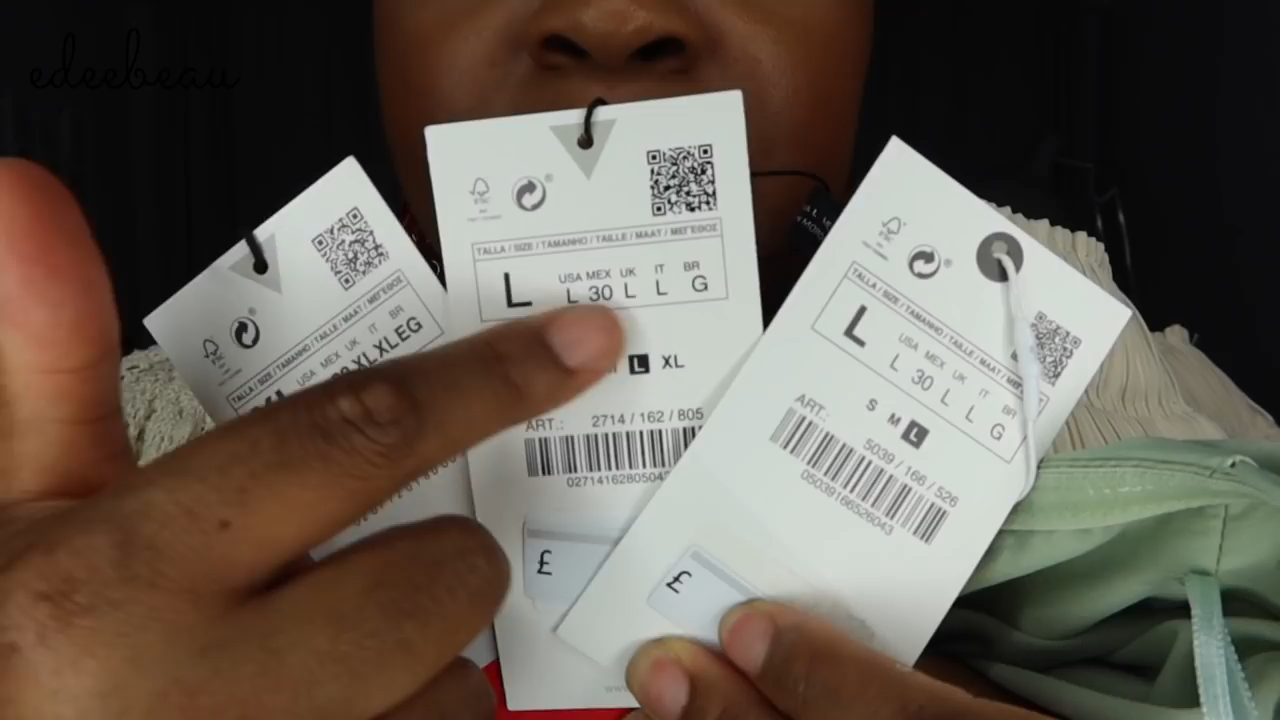 edeebeau
TALLA / SIZE / TAMANHO / TAILLE / MAAT / ΜΕΓΕΘΟΣ
USA MEX UK IT BR
XL XL EG
FSC
TALLA / SIZE / TAMANHO / TAILLE / MAAT / ΜΕΓΕΘΟΣ
L
USA MEX UK IT BR
L 30 L L G
L XL
ART.: 2714 / 162 / 805
£
TALLA / SIZE / TAMANHO / TAILLE / MAAT / ΜΕΓΕΘΟΣ
L
USA MEX UK IT BR
L 30 L L G
S M L
ART.: 5039 / 166 / 526
05039166526043
£